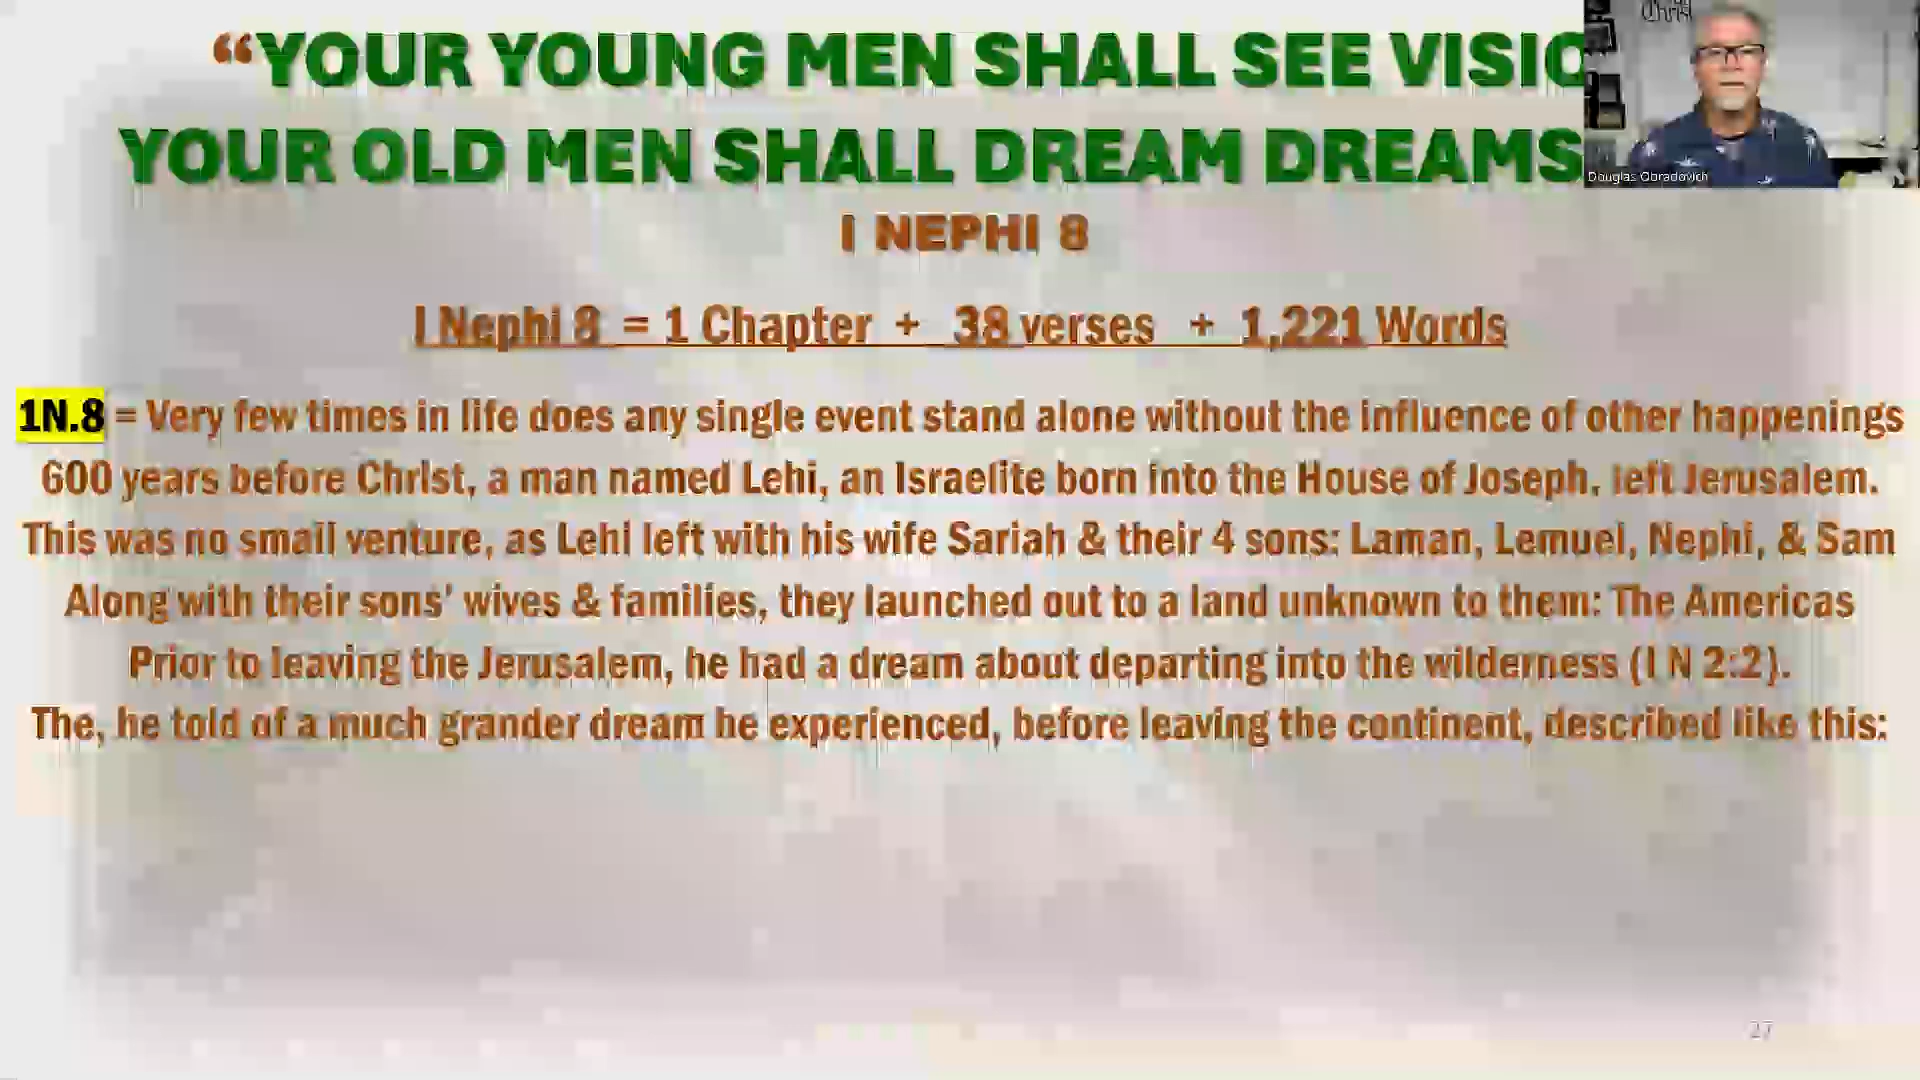 “YOUR YOUNG MEN SHALL SEE VISIO
YOUR OLD MEN SHALL DREAM DREAMS
I NEPHI 8
I Nephi 8 = 1 Chapter + 38 verses + 1,221 Words
1N.8 = Very few times in life does any single event stand alone without the influence of other happenings
600 years before Christ, a man named Lehi, an Israelite born into the House of Joseph, left Jerusalem.
This was no small venture, as Lehi left with his wife Sariah & their 4 sons: Laman, Lemuel, Nephi, & Sam
Along with their sons’ wives & families, they launched out to a land unknown to them: The Americas
Prior to leaving the Jerusalem, he had a dream about departing into the wilderness (I N 2:2).
The, he told of a much grander dream he experienced, before leaving the continent, described like this:
27
Chris
Douglas Obradovich